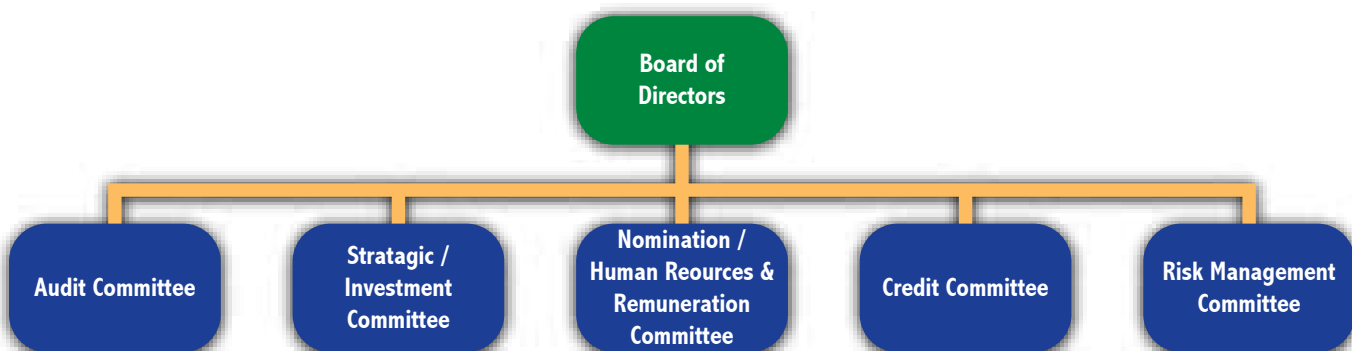 Board of
Directors
Audit Committee
Stratagic /
Investment
Committee
Nomination /
Human Reources &
Remuneration
Committee
Credit Committee
Risk Management
Committee